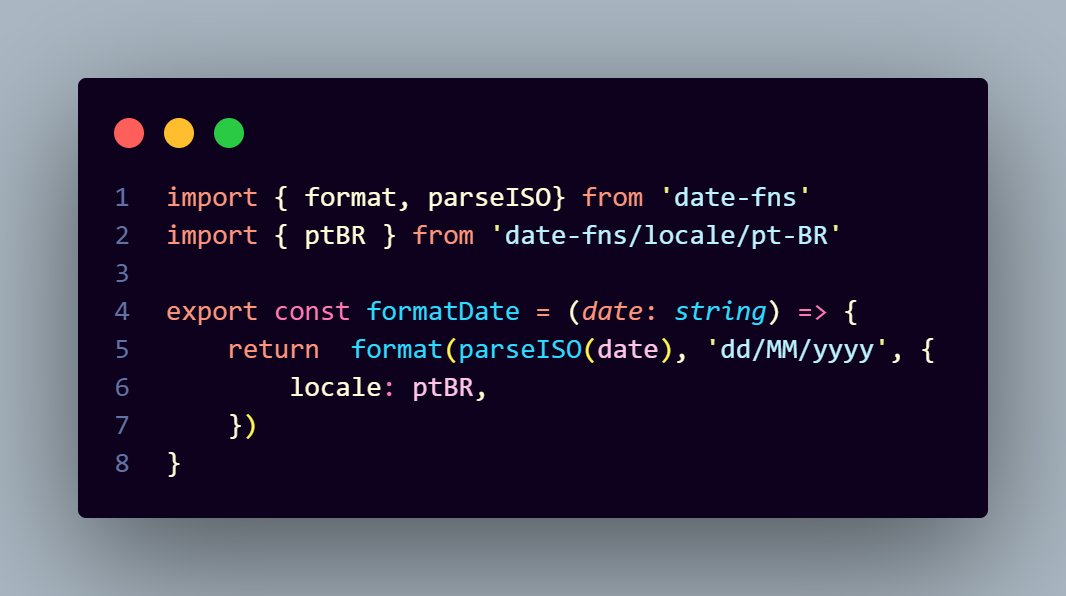 1 import { format, parseISO} from 'date-fns'
2 import { ptBR } from 'date-fns/locale/pt-BR'
3
4 export const formatDate = (date: string) => {
5     return  format(parseISO(date), 'dd/MM/yyyy', {
6         locale: ptBR,
7     })
8 }